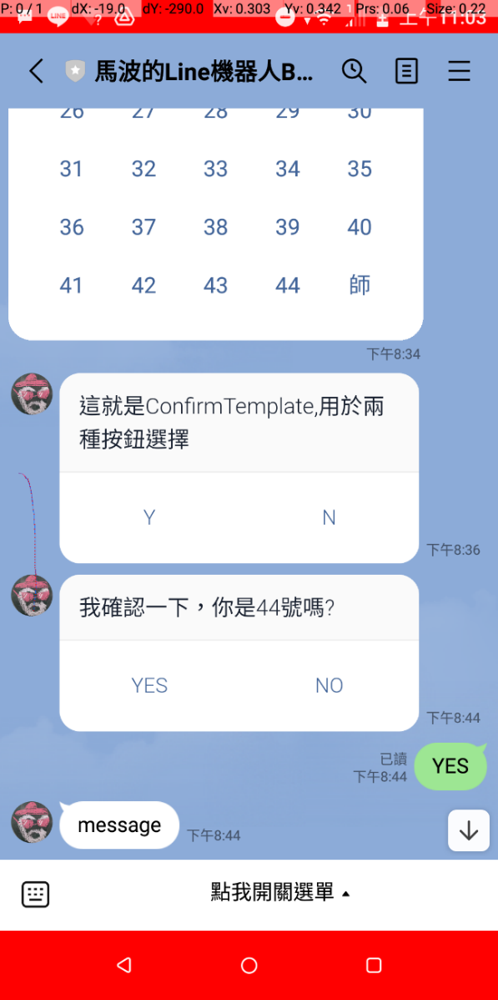 P: 0 / 1 dX: -19.0 dY: -290.0 Xv: 0.303 Yv: 0.342 Prs: 0.06 Size: 0.22
LINE ? 上午11:03
馬波的Line機器人B...
26 27 28 29 30
31 32 33 34 35
36 37 38 39 40
41 42 43 44 師
下午8:34
這就是ConfirmTemplate,用於兩
種按鈕選擇
Y N
下午8:36
我確認一下，你是44號嗎?
YES NO
下午8:44
已讀
下午8:44
YES
message
下午8:44
點我開關選單